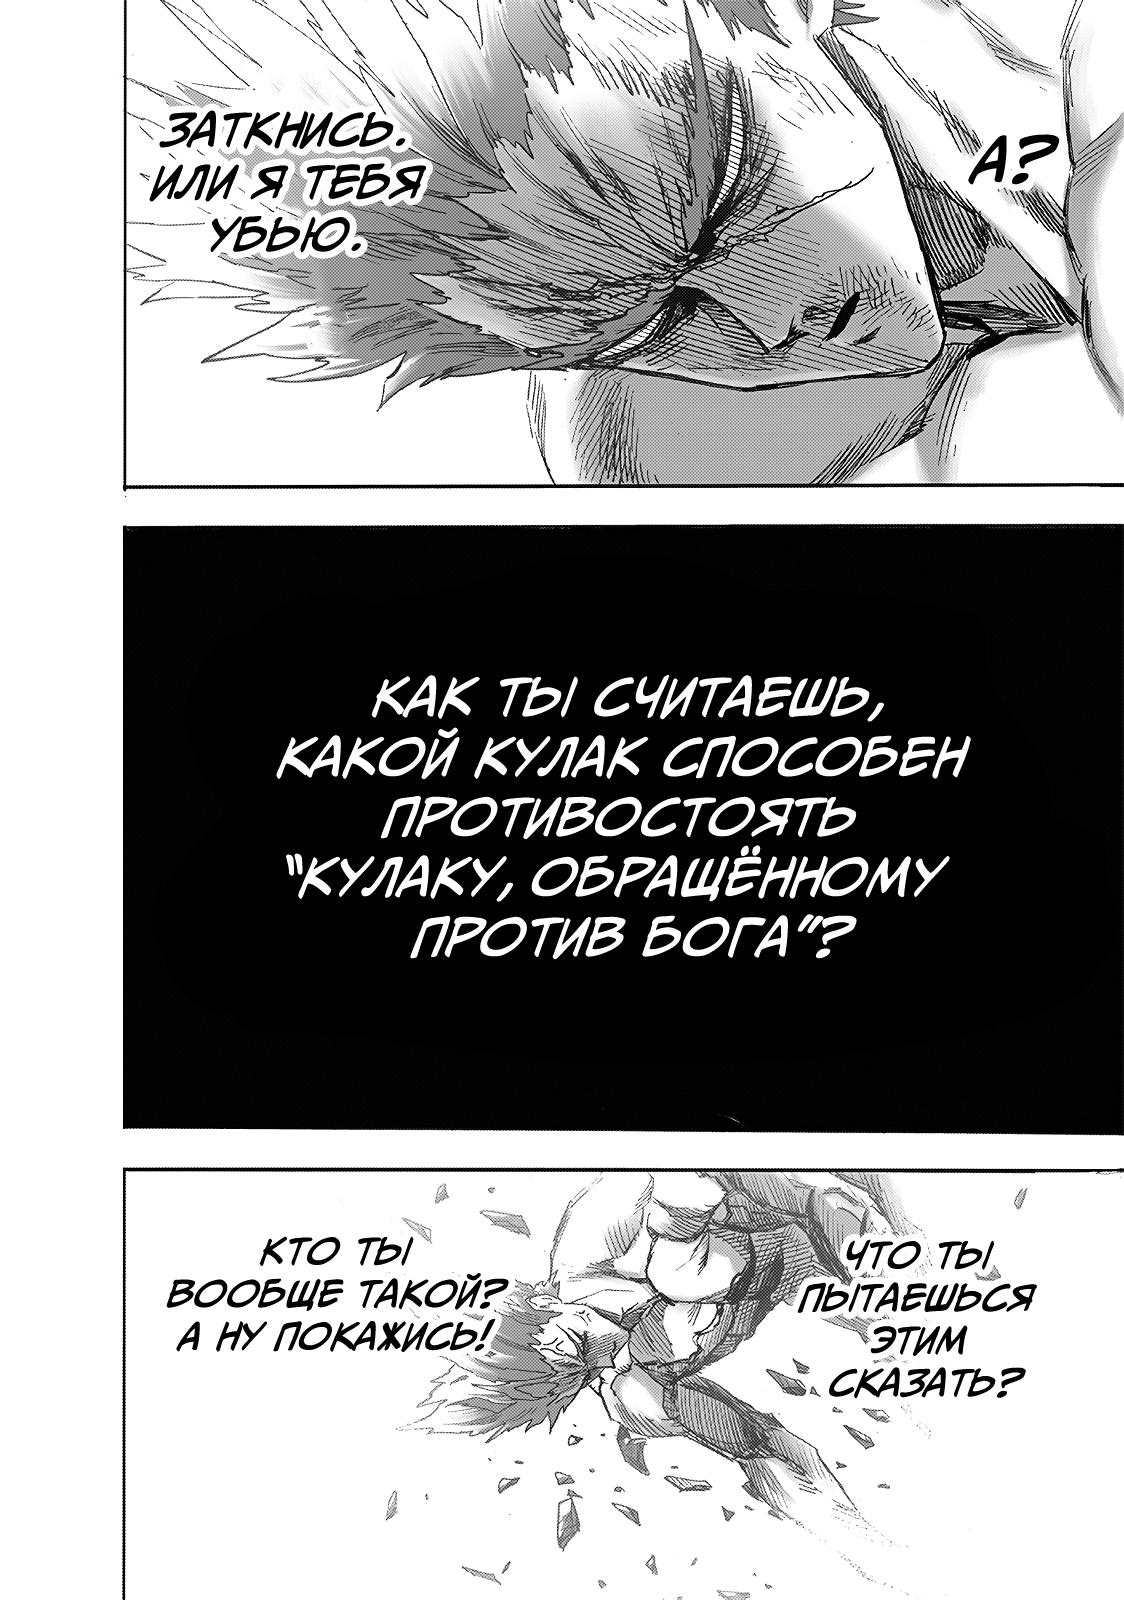 А?
ЗАТКНИСЬ.
ИЛИ Я ТЕБЯ
УБЬЮ.
КАК ТЫ СЧИТАЕШЬ,
КАКОЙ КУЛАК СПОСОБЕН
ПРОТИВОСТОЯТЬ
“КУЛАКУ, ОБРАЩЁННОМУ
ПРОТИВ БОГА”?
ЧТО ТЫ
ПЫТАЕШЬСЯ
ЭТИМ
СКАЗАТЬ?
КТО ТЫ
ВООБЩЕ ТАКОЙ?
А НУ ПОКАЖИСЬ!